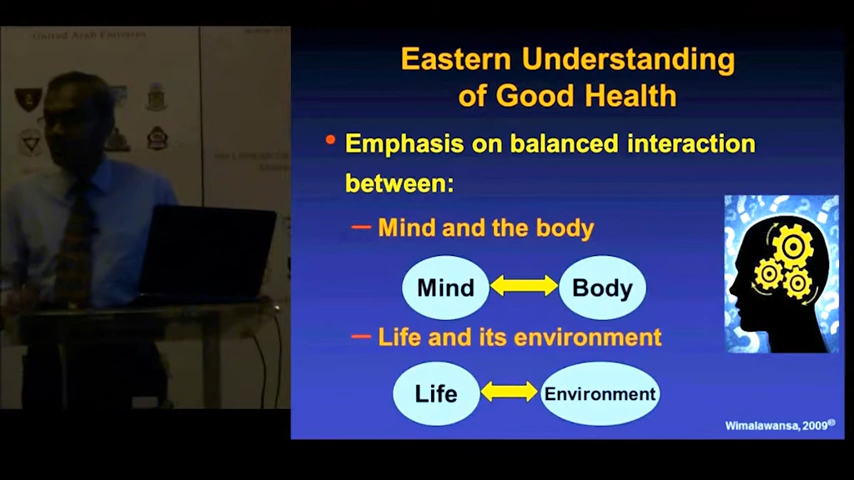 United Arab Emirates
Eastern Understanding
of Good Health
• Emphasis on balanced interaction
between:
— Mind and the body
Mind Body
— Life and its environment
Life Environment
Wimalawansa, 2009©